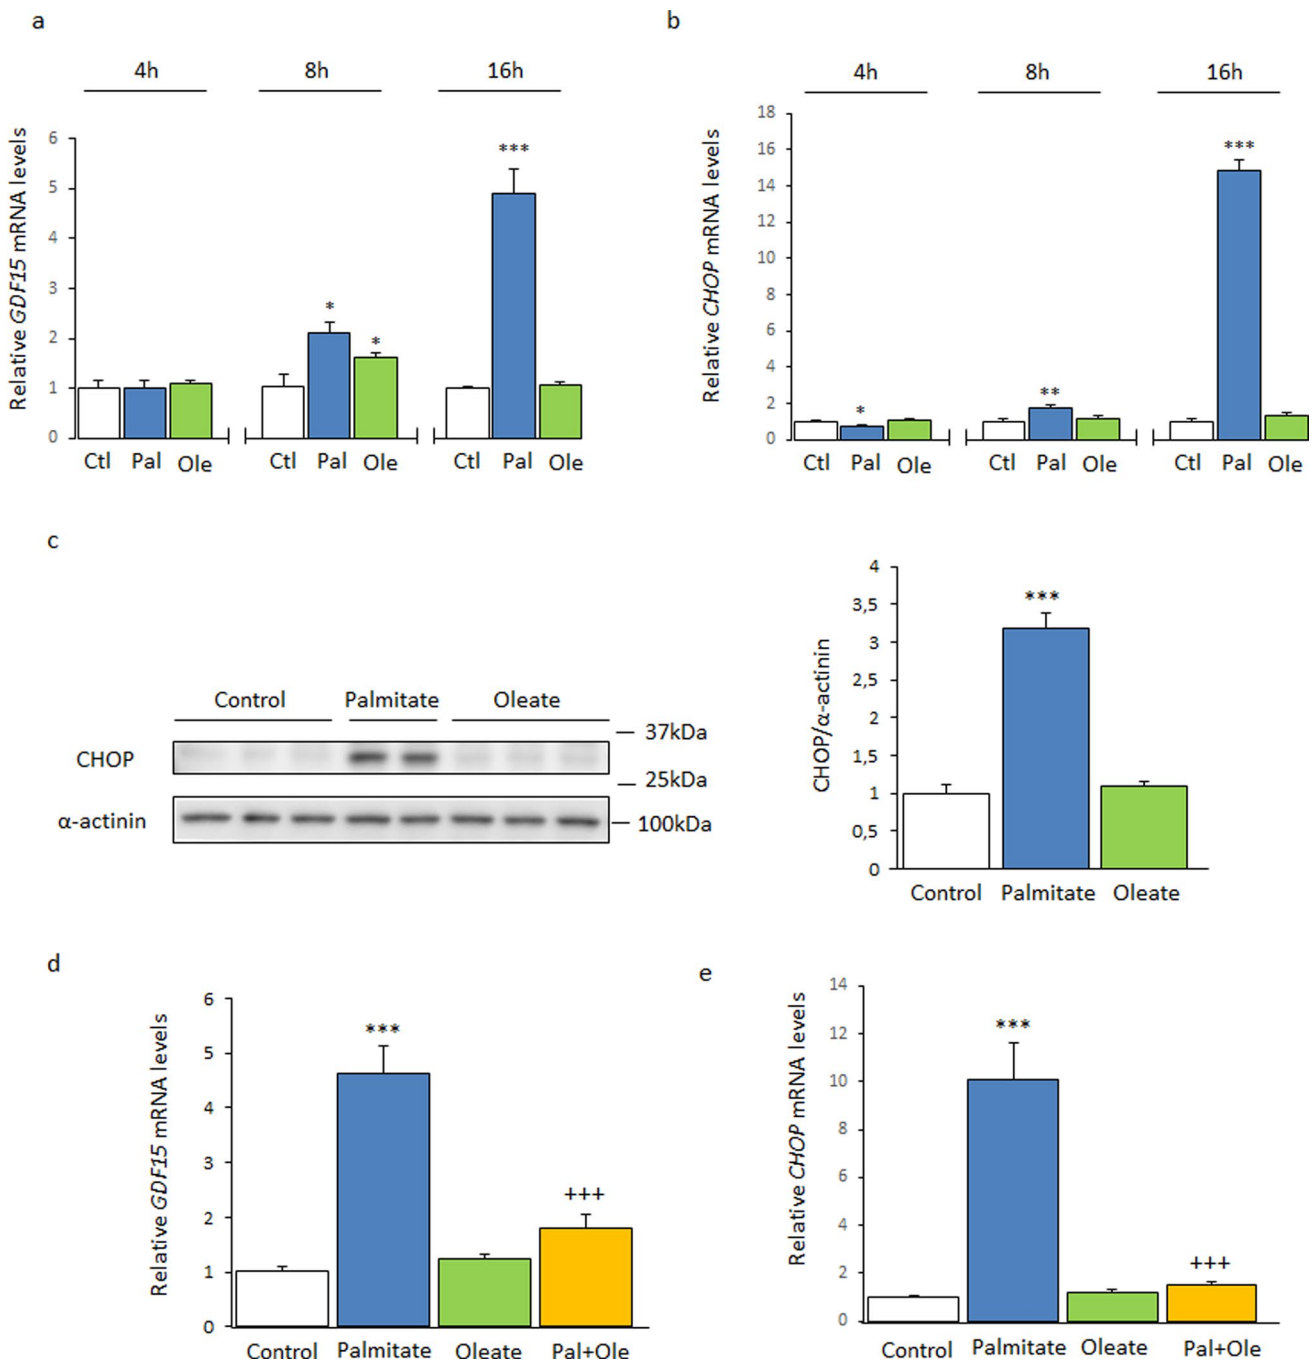 a
4h 8h 16h
Relative GDF15 mRNA levels
6
5
4
3
2
1
0
***
*
*
Ctl Pal Ole Ctl Pal Ole Ctl Pal Ole
b
4h 8h 16h
Relative CHOP mRNA levels
18
16
14
12
10
8
6
4
2
0
***
*
**
Ctl Pal Ole Ctl Pal Ole Ctl Pal Ole
c
Control Palmitate Oleate
CHOP
α-actinin
37kDa
25kDa
100kDa
CHOP/α-actinin
4
3,5
3
2,5
2
1,5
1
0,5
0
***
Control Palmitate Oleate
d
Relative GDF15 mRNA levels
6
5
4
3
2
1
0
***
+++
Control Palmitate Oleate Pal+Ole
e
Relative CHOP mRNA levels
14
12
10
8
6
4
2
0
***
+++
Control Palmitate Oleate Pal+Ole